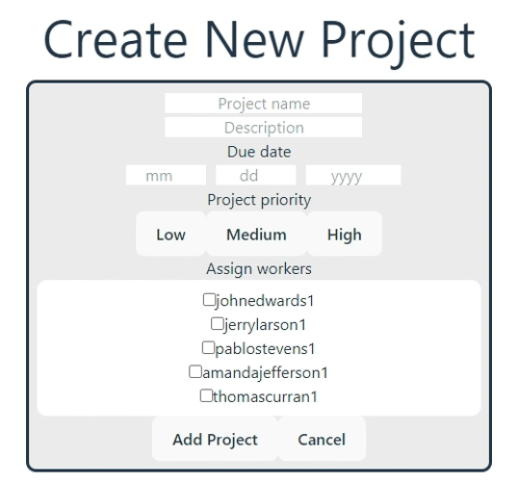 Create New Project
Project name
Description
Due date
mm dd yyyy
Project priority
Low Medium High
Assign workers
johnedwards1
jerrylarson1
pablostevens1
amandajefferson1
thomascurran1
Add Project Cancel